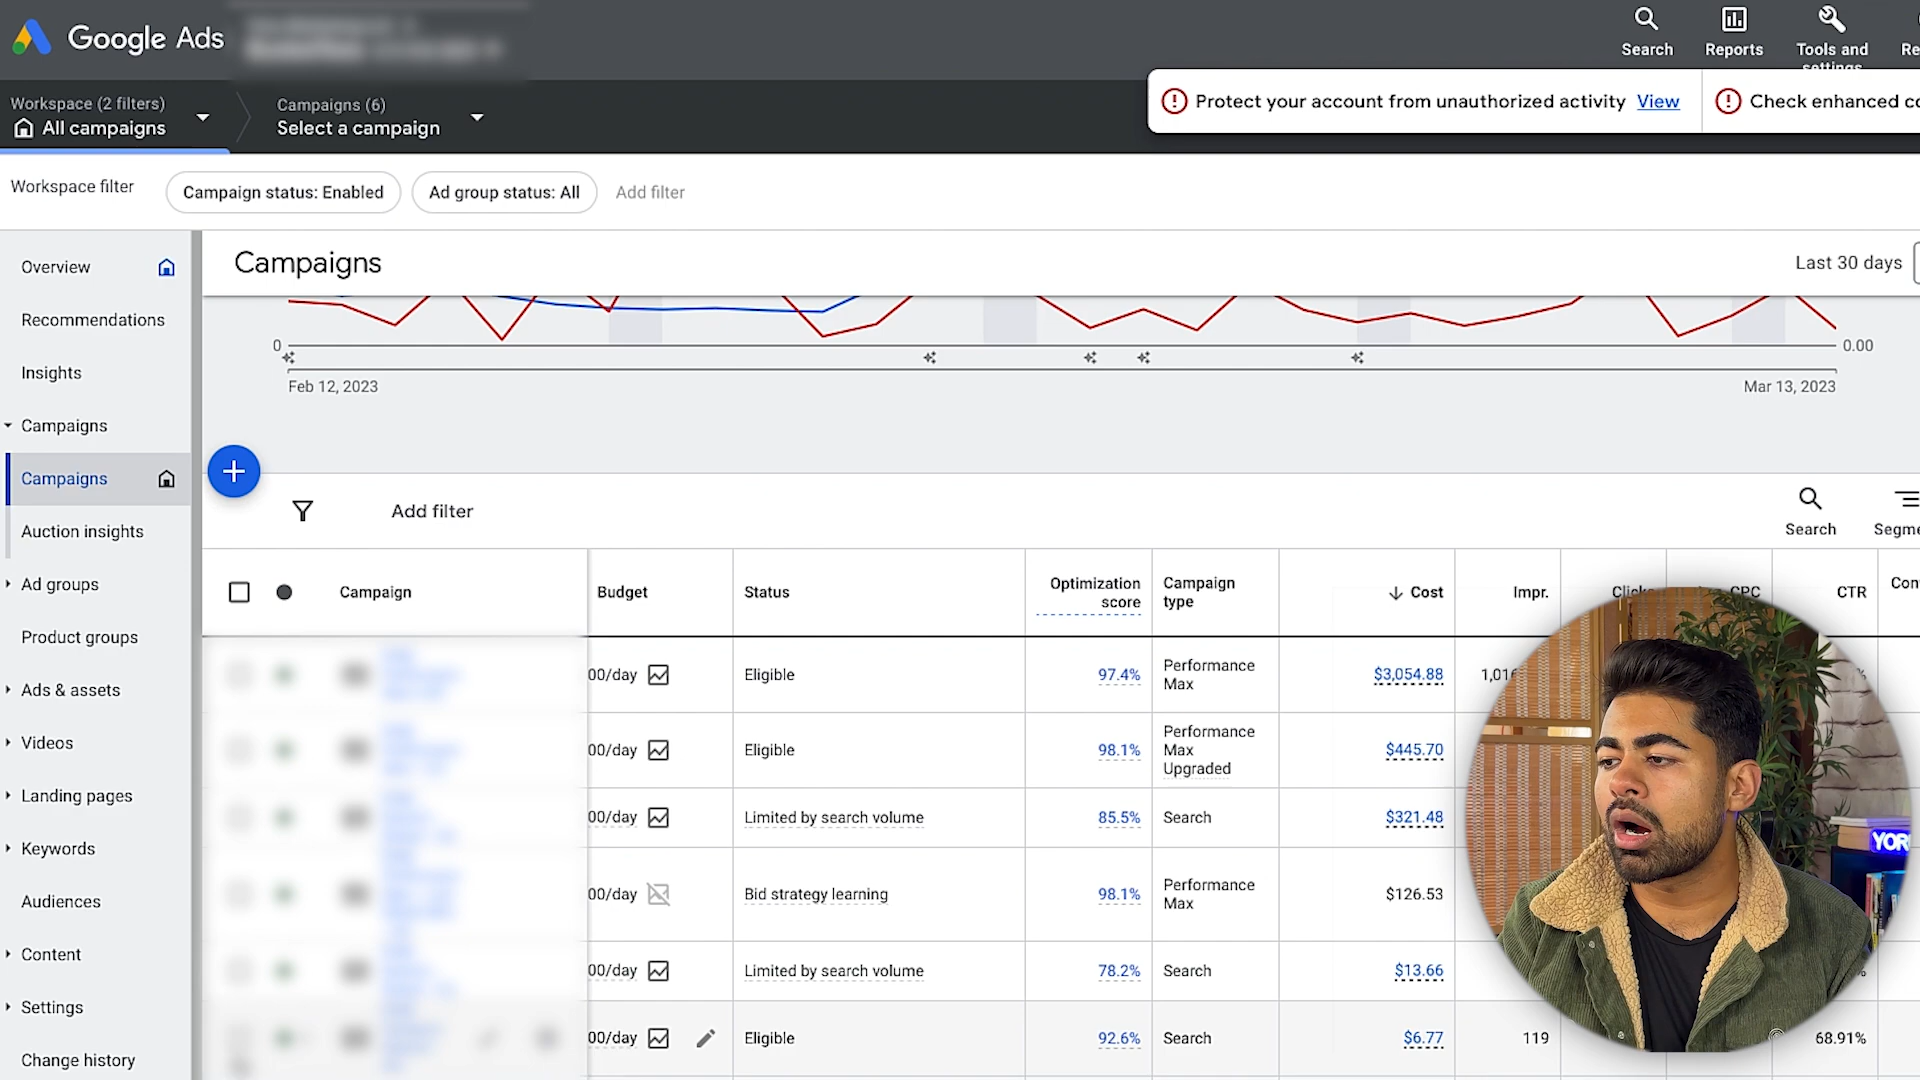 Google Ads
Search
Reports
Tools and
settings
Workspace (2 filters)
All campaigns
Campaigns (6)
Select a campaign
Protect your account from unauthorized activity View
Check enhanced
Workspace filter
Campaign status: Enabled
Ad group status: All
Add filter
Overview
Recommendations
Insights
Campaigns
Campaigns
Auction insights
Ad groups
Product groups
Ads & assets
Videos
Landing pages
Keywords
Audiences
Content
Settings
Change history
Campaigns
Last 30 days
0
0.00
Feb 12, 2023
Mar 13, 2023
Add filter
Search
Segme
Campaign
Budget
Status
Optimization
score
Campaign
type
Cost
Impr.
Clicks
CPC
CTR
Con
00/day
Eligible
97.4%
Performance
Max
$3,054.88
1,01
00/day
Eligible
98.1%
Performance
Max
Upgraded
$445.70
00/day
Limited by search volume
85.5%
Search
$321.48
00/day
Bid strategy learning
98.1%
Performance
Max
$126.53
00/day
Limited by search volume
78.2%
Search
$13.66
00/day
Eligible
92.6%
Search
$6.77
119
68.91%
YOR